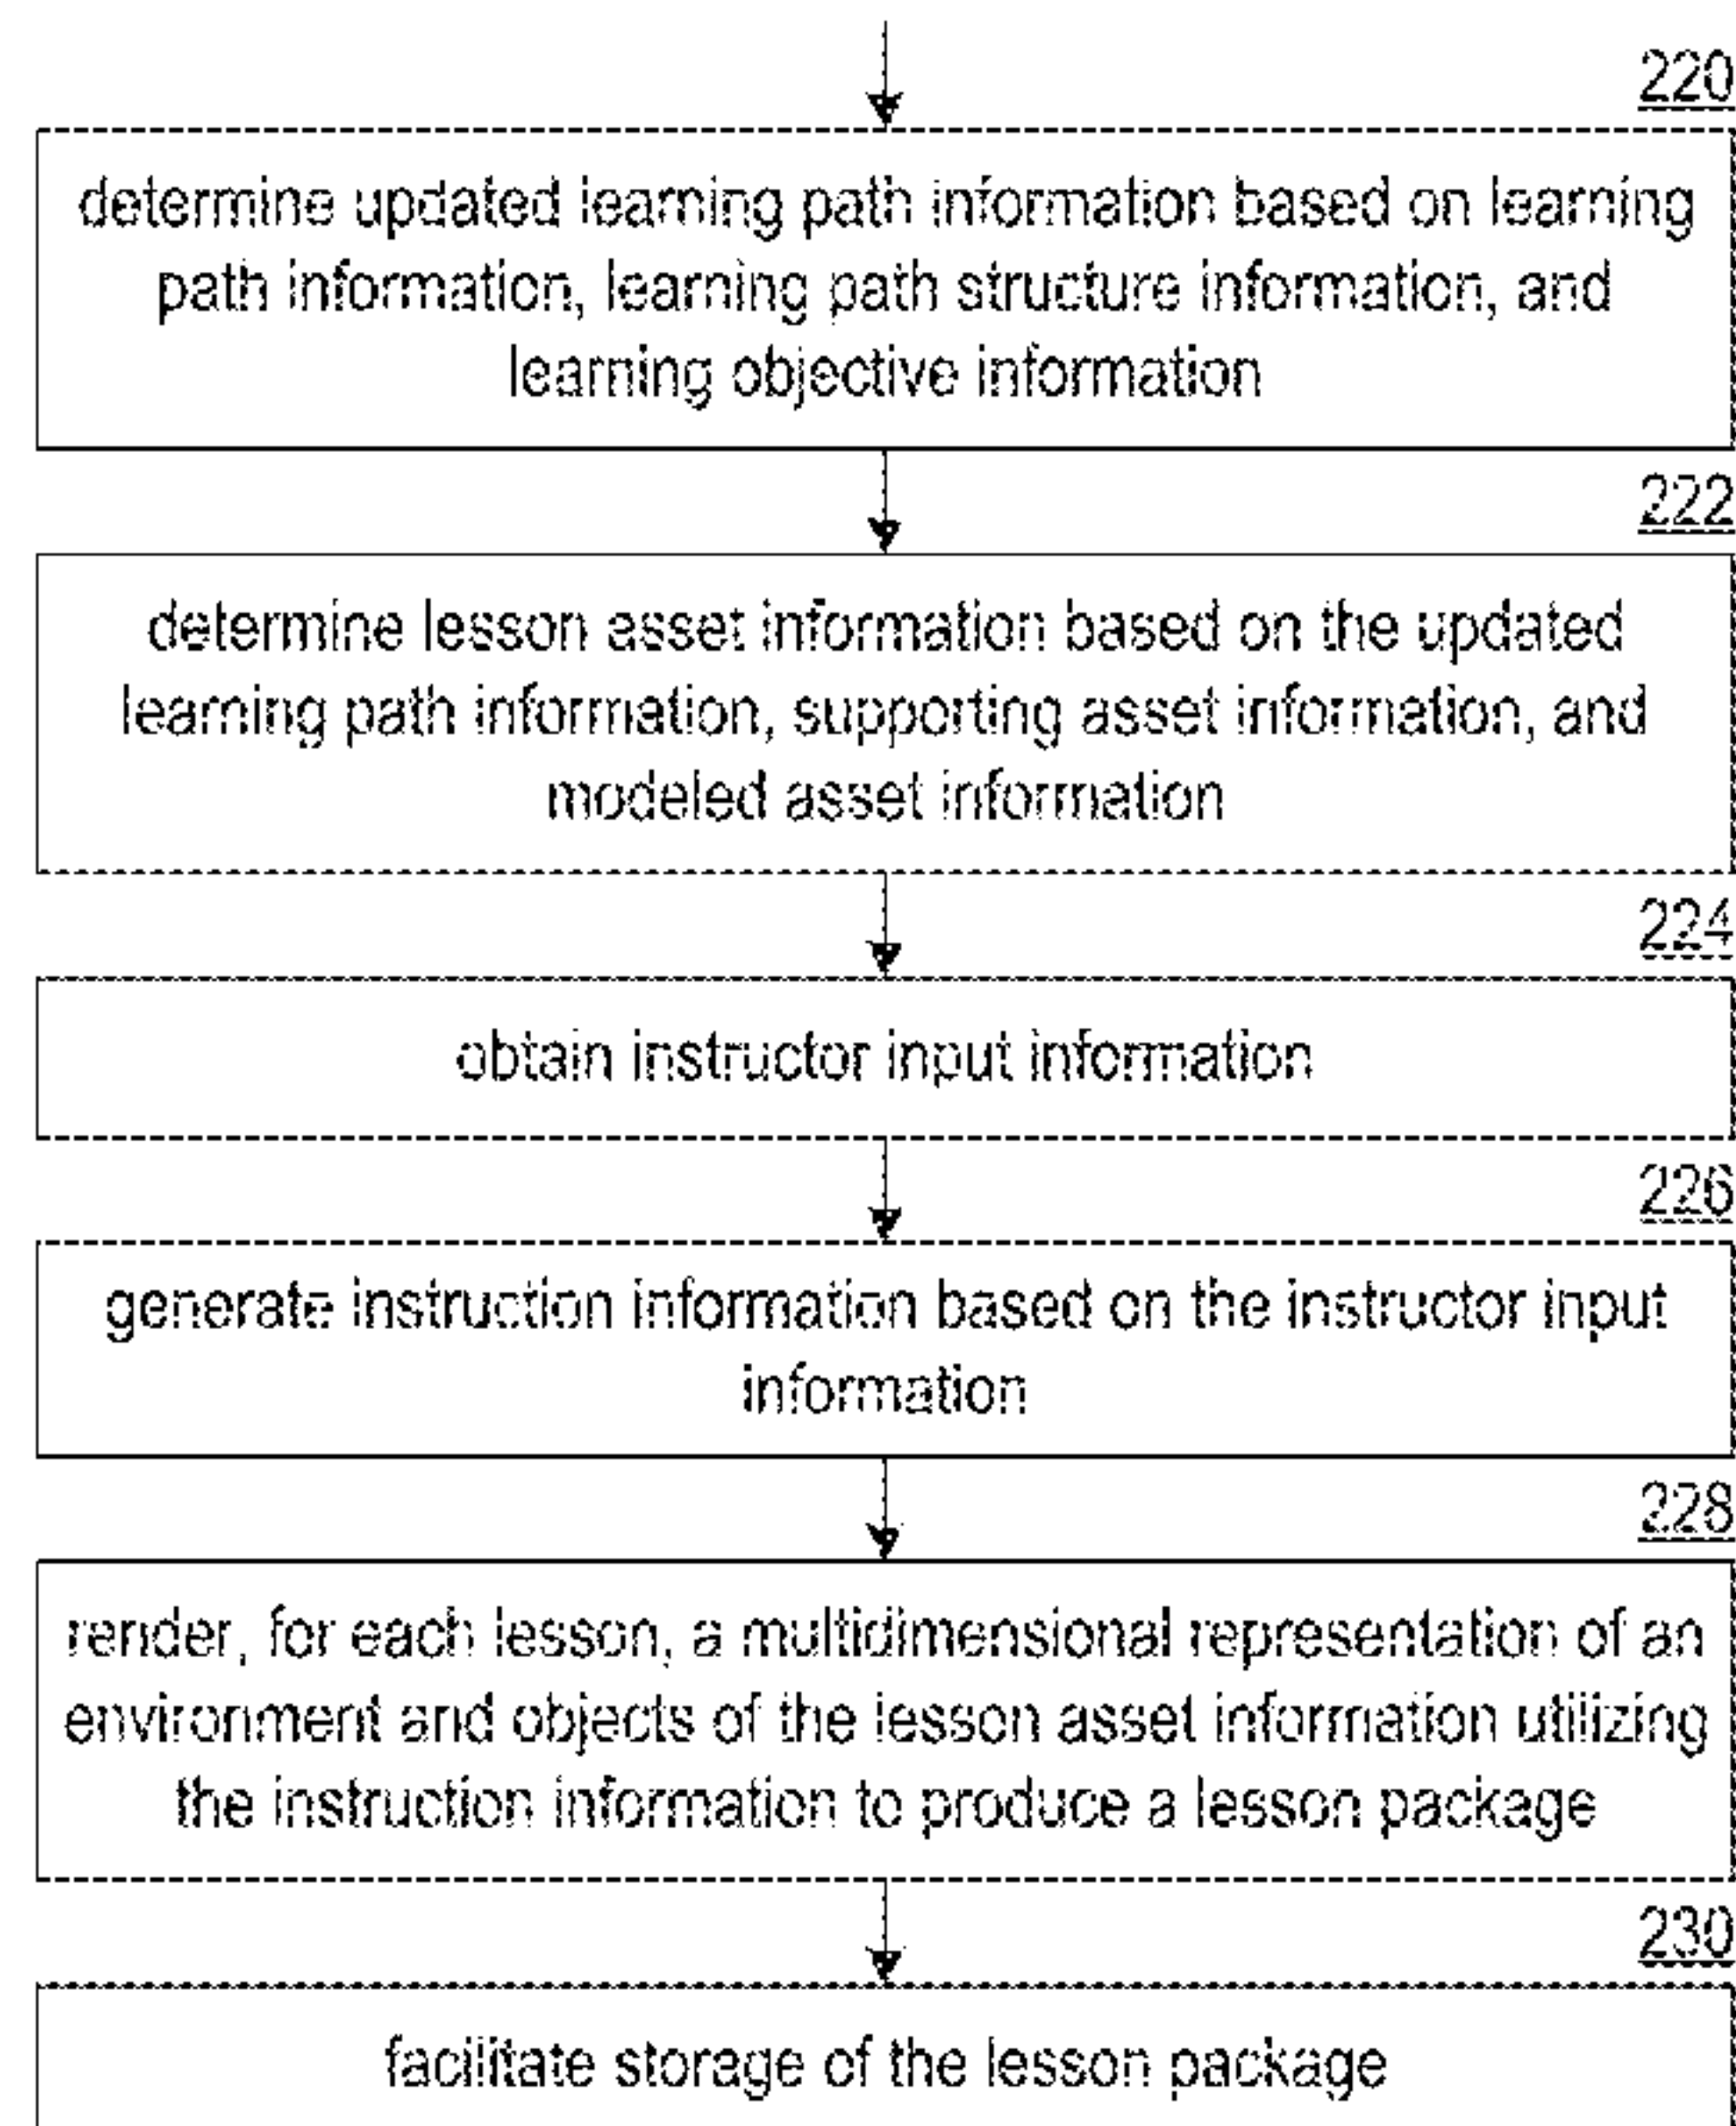 220
determine updated learning path information based on learning
path information, learning path structure information, and
learning objective information
222
determine lesson asset information based on the updated
learning path information, supporting asset information, and
modeled asset information
224
obtain instructor input information
226
generate instruction information based on the instructor input
information
228
render, for each lesson, a multidimensional representation of an
environment and objects of the lesson asset information utilizing
the instruction information to produce a lesson package
230
facilitate storage of the lesson package